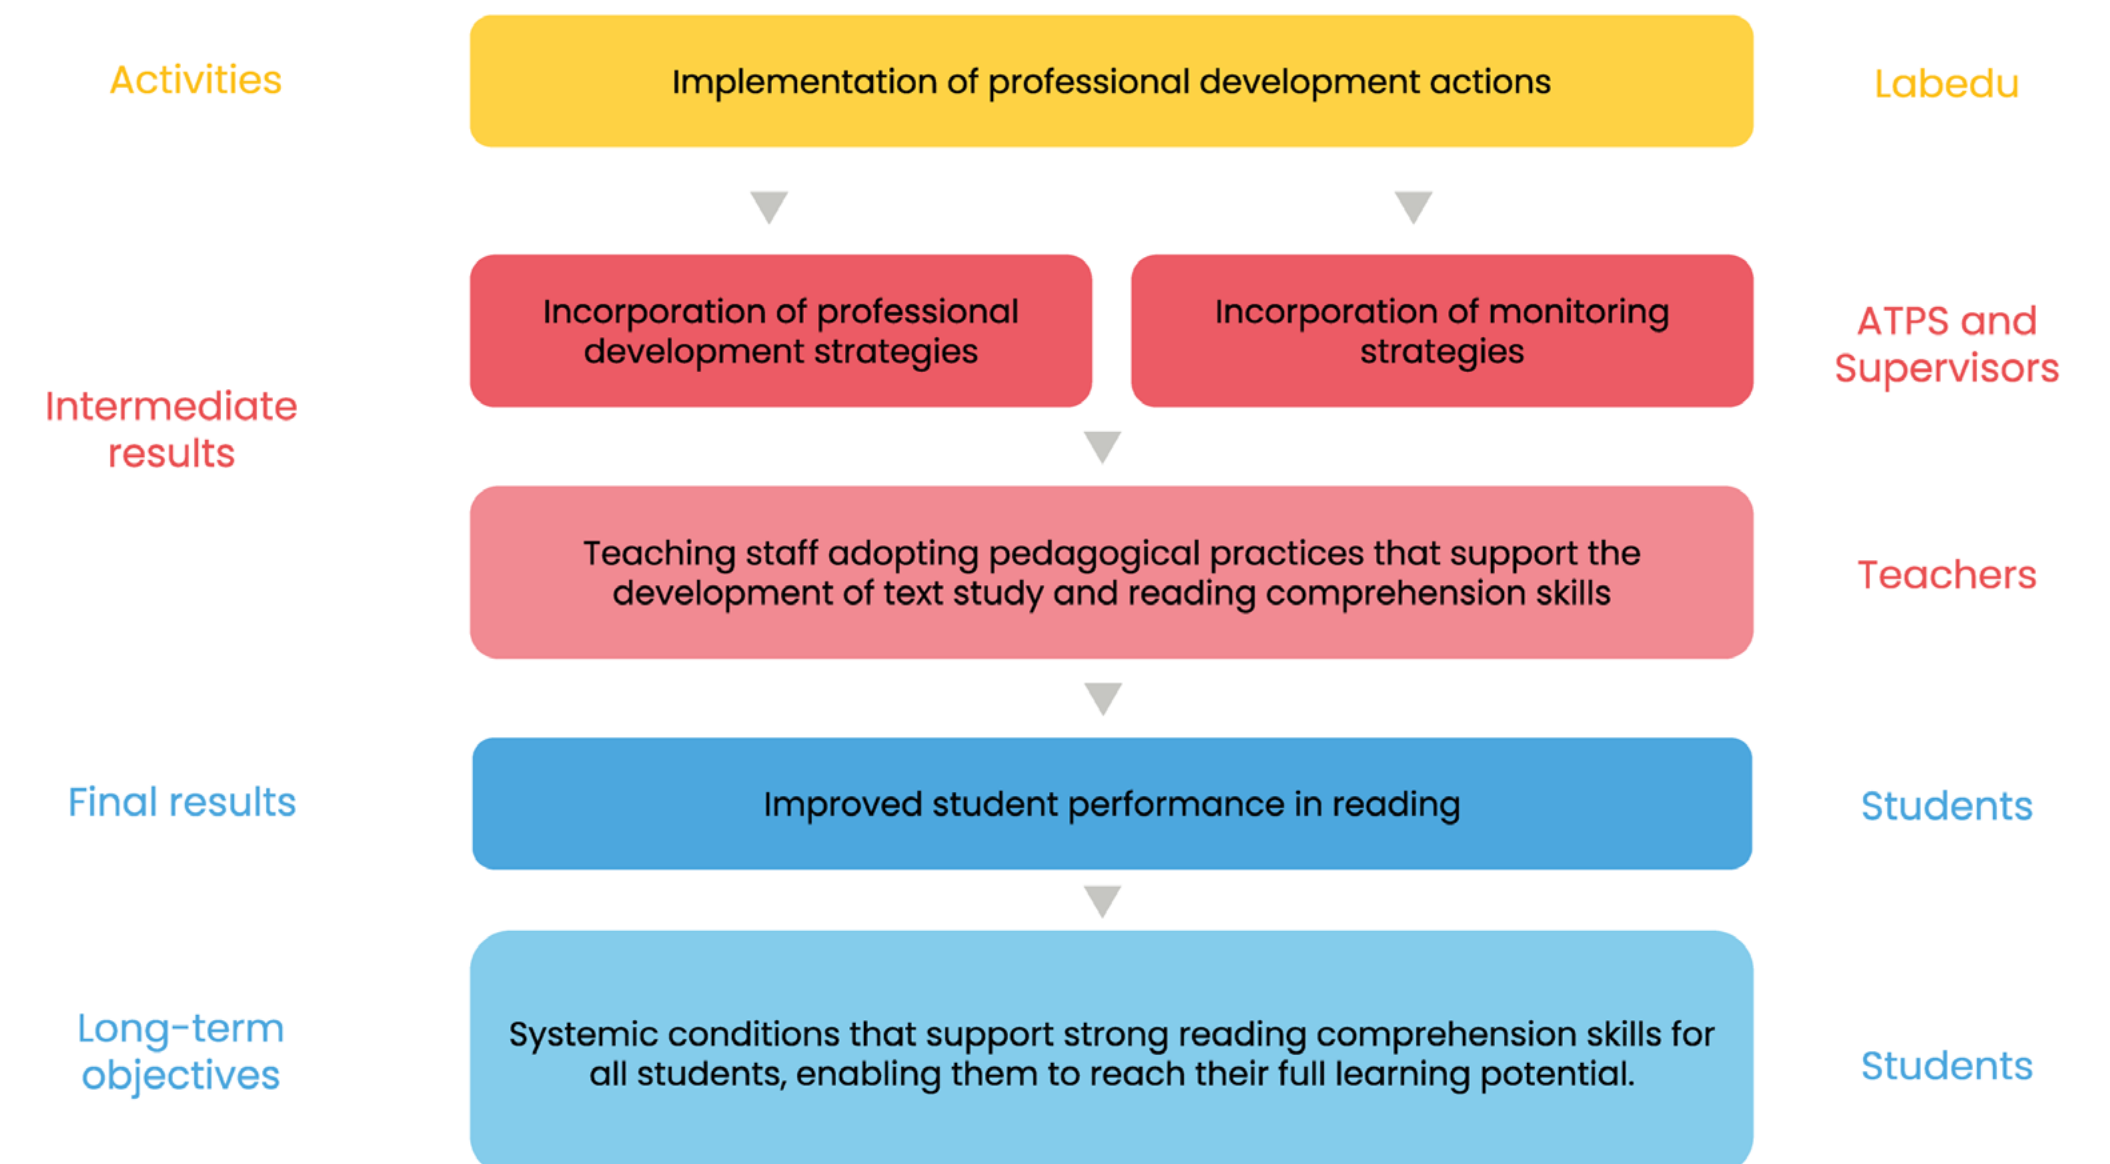 Activities
Implementation of professional development actions
Labedu
Incorporation of professional
development strategies
Incorporation of monitoring
strategies
ATPS and
Supervisors
Intermediate
results
Teaching staff adopting pedagogical practices that support the
development of text study and reading comprehension skills
Teachers
Final results
Improved student performance in reading
Students
Long-term
objectives
Systemic conditions that support strong reading comprehension skills for
all students, enabling them to reach their full learning potential.
Students